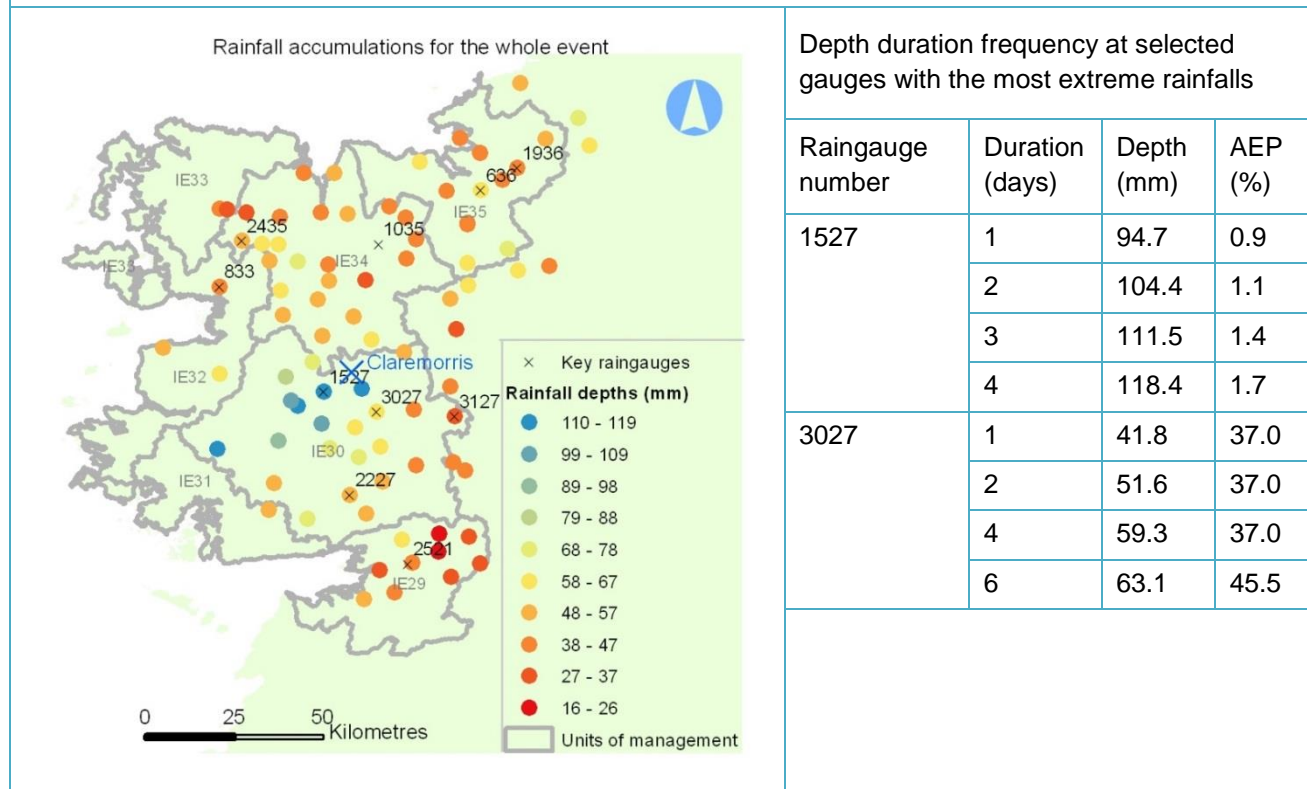 Rainfall accumulations for the whole event
1936
636
IE33
IE35
2435
1035
IE33
IE34
833
Claremorris
1527
IE32
3027
3127
IE30
IE31
2227
2521
IE29
Key raingauges
Rainfall depths (mm)
110 - 119
99 - 109
89 - 98
79 - 88
68 - 78
58 - 67
48 - 57
38 - 47
27 - 37
16 - 26
Units of management
0 25 50
Kilometres
Depth duration frequency at selected
gauges with the most extreme rainfalls
Raingauge Duration Depth AEP
number (days) (mm) (%)
1527 1 94.7 0.9
2 104.4 1.1
3 111.5 1.4
4 118.4 1.7
3027 1 41.8 37.0
2 51.6 37.0
4 59.3 37.0
6 63.1 45.5